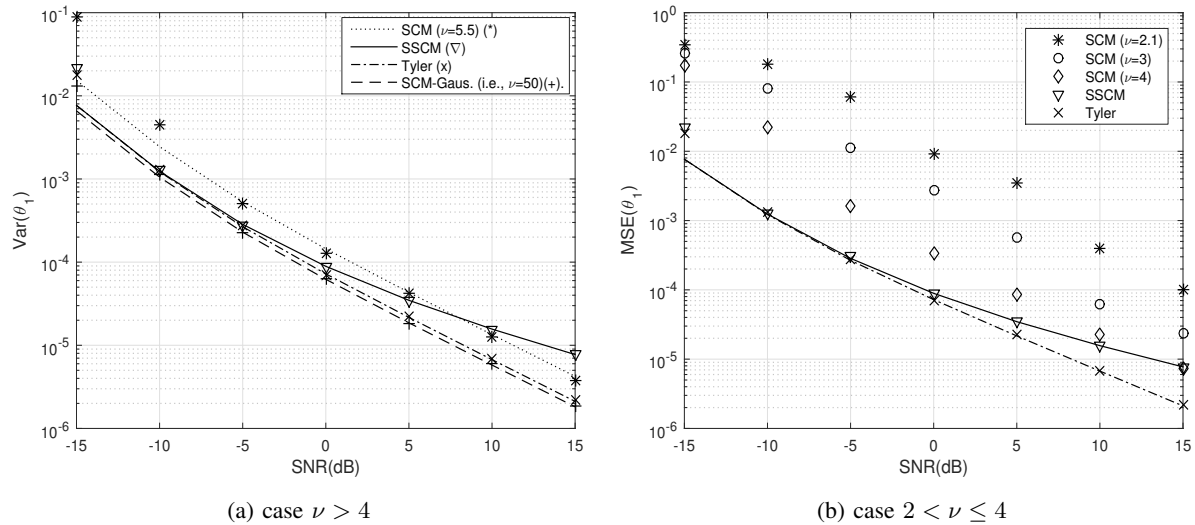 10^-1
10^-2
10^-3
10^-4
10^-5
10^-6
Var(θ_1)
SCM (ν=5.5) (*)
SSCM (∇)
Tyler (x)
SCM-Gaus. (i.e., ν=50)(+).
-15 -10 -5 0 5 10 15
SNR(dB)
(a) case ν > 4
10^0
10^-1
10^-2
10^-3
10^-4
10^-5
10^-6
MSE(θ_1)
SCM (ν=2.1)
SCM (ν=3)
SCM (ν=4)
SSCM
Tyler
-15 -10 -5 0 5 10 15
SNR(dB)
(b) case 2 < ν ≤ 4